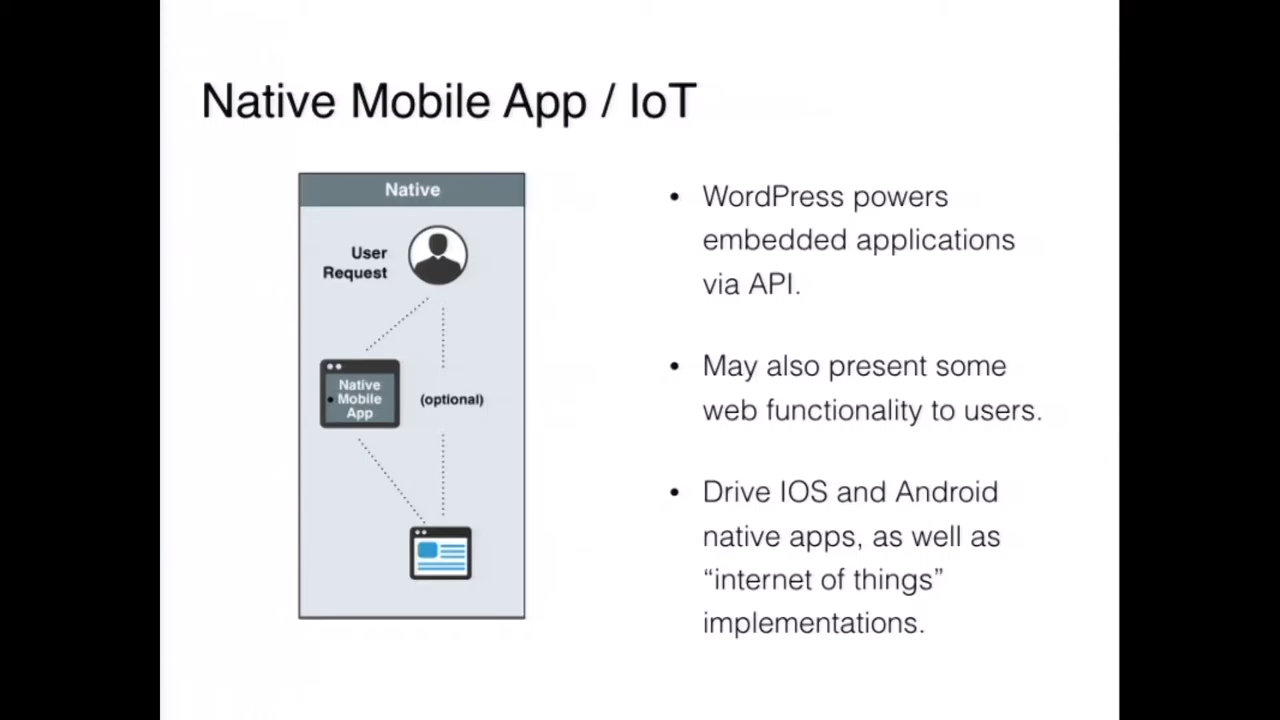 Native Mobile App / IoT
Native
User
Request
Native
Mobile
App
(optional)
• WordPress powers
embedded applications
via API.
• May also present some
web functionality to users.
• Drive IOS and Android
native apps, as well as
“internet of things”
implementations.